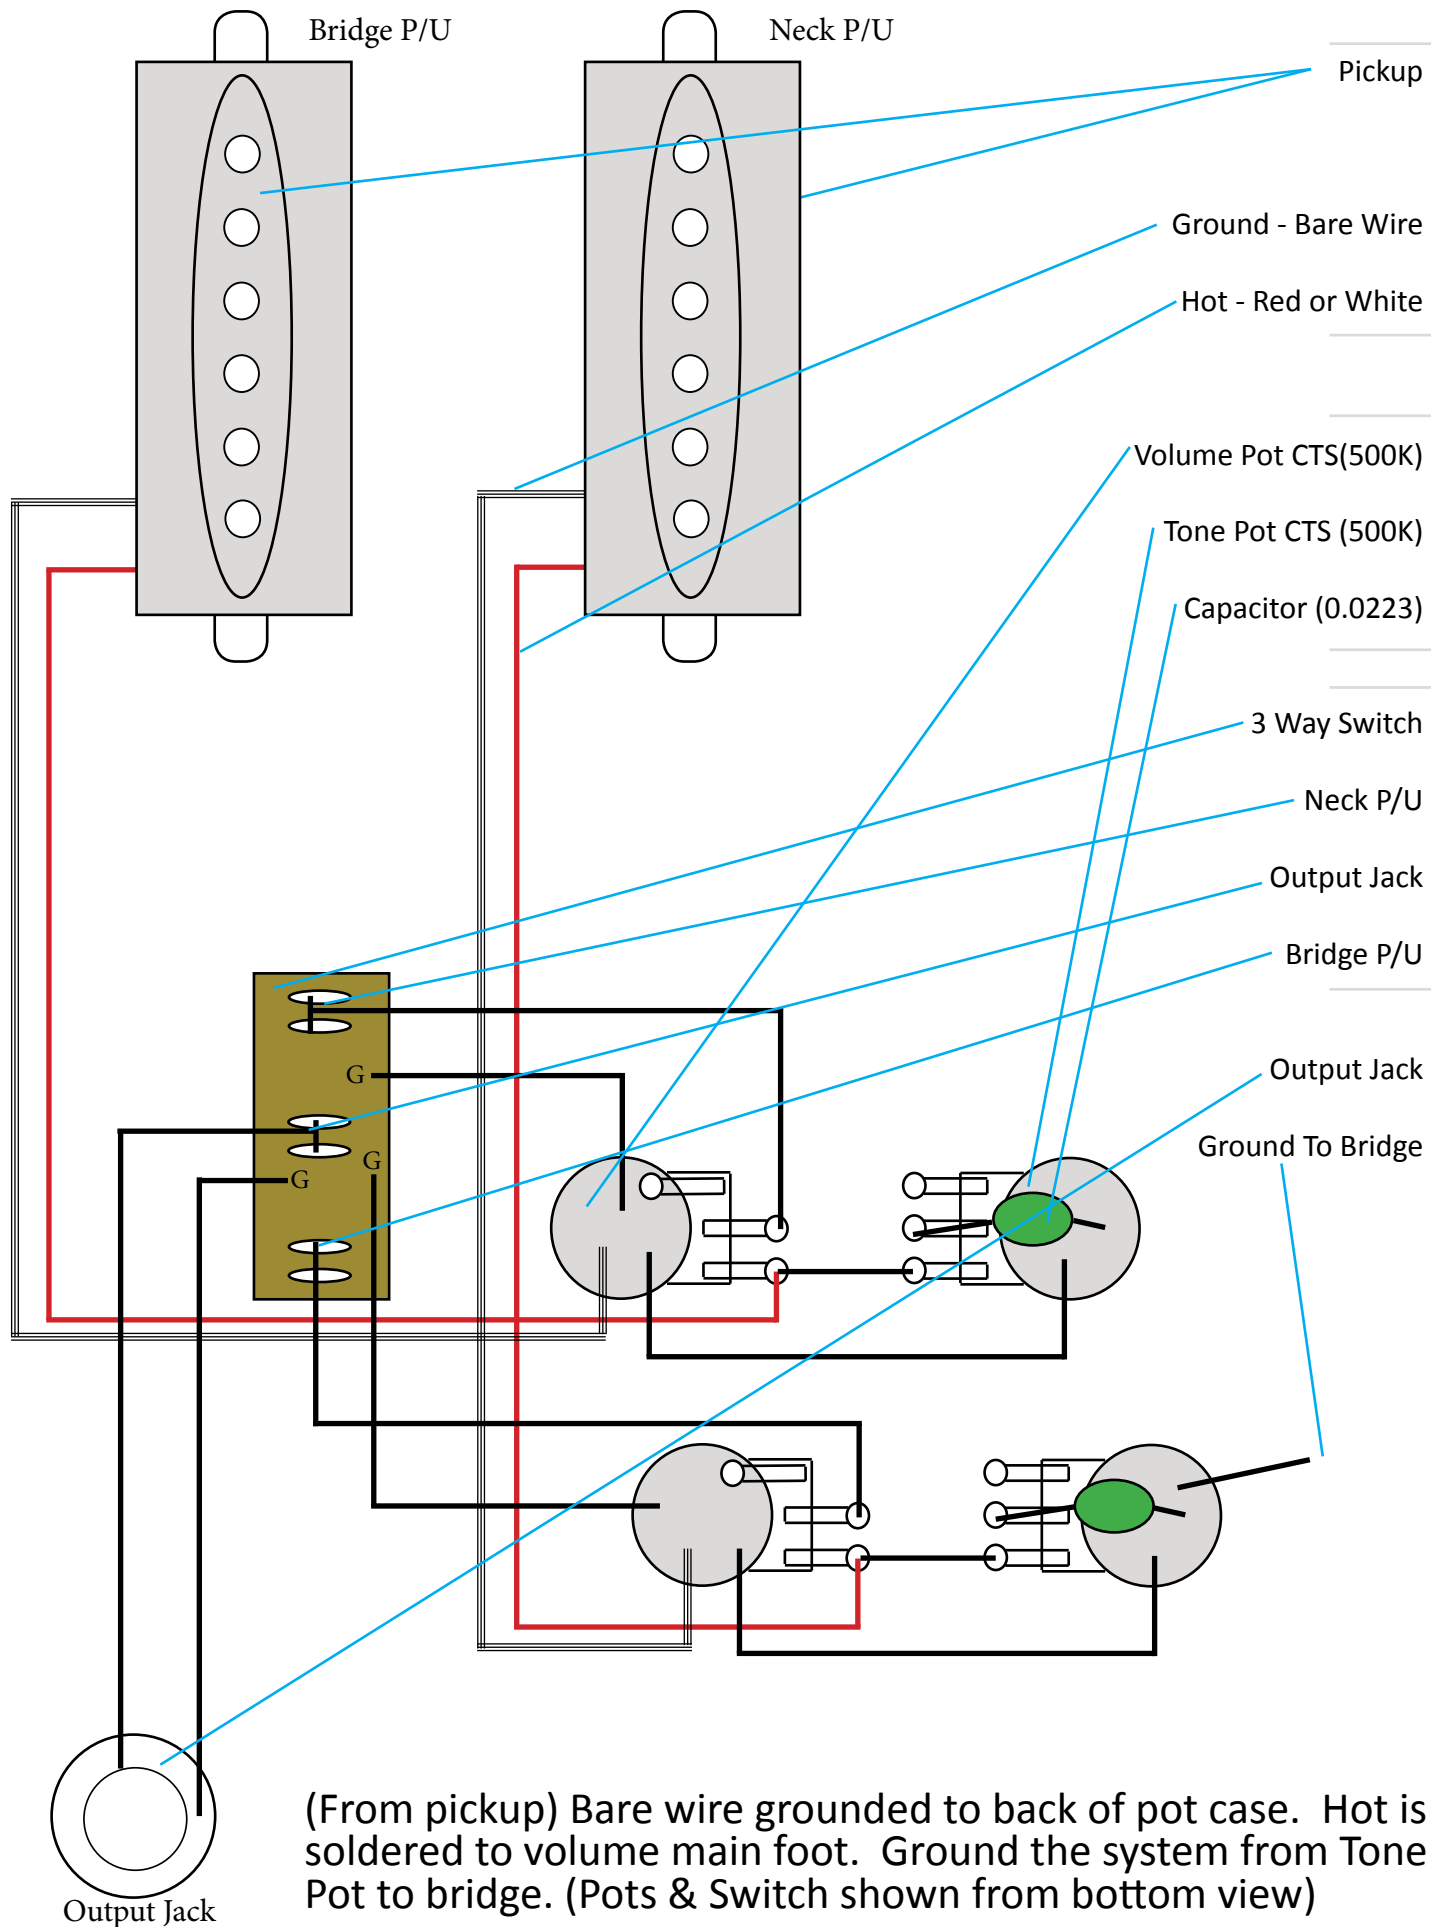 Bridge P/U
Neck P/U
Pickup
Ground - Bare Wire
Hot - Red or White
Volume Pot CTS(500K)
Tone Pot CTS (500K)
Capacitor (0.0223)
3 Way Switch
Neck P/U
Output Jack
Bridge P/U
Output Jack
Ground To Bridge
G
G
G
(From pickup) Bare wire grounded to back of pot case. Hot is
soldered to volume main foot. Ground the system from Tone
Pot to bridge. (Pots & Switch shown from bottom view)
Output Jack